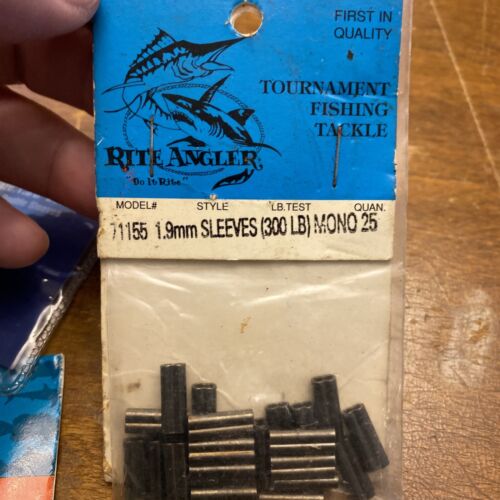 FIRST IN
QUALITY
TOURNAMENT
FISHING
TACKLE
RITE ANGLER®
"Do It Rite."
MODEL# STYLE LB.TEST QUAN.
71155 1.9mm SLEEVES (300 LB) MONO 25